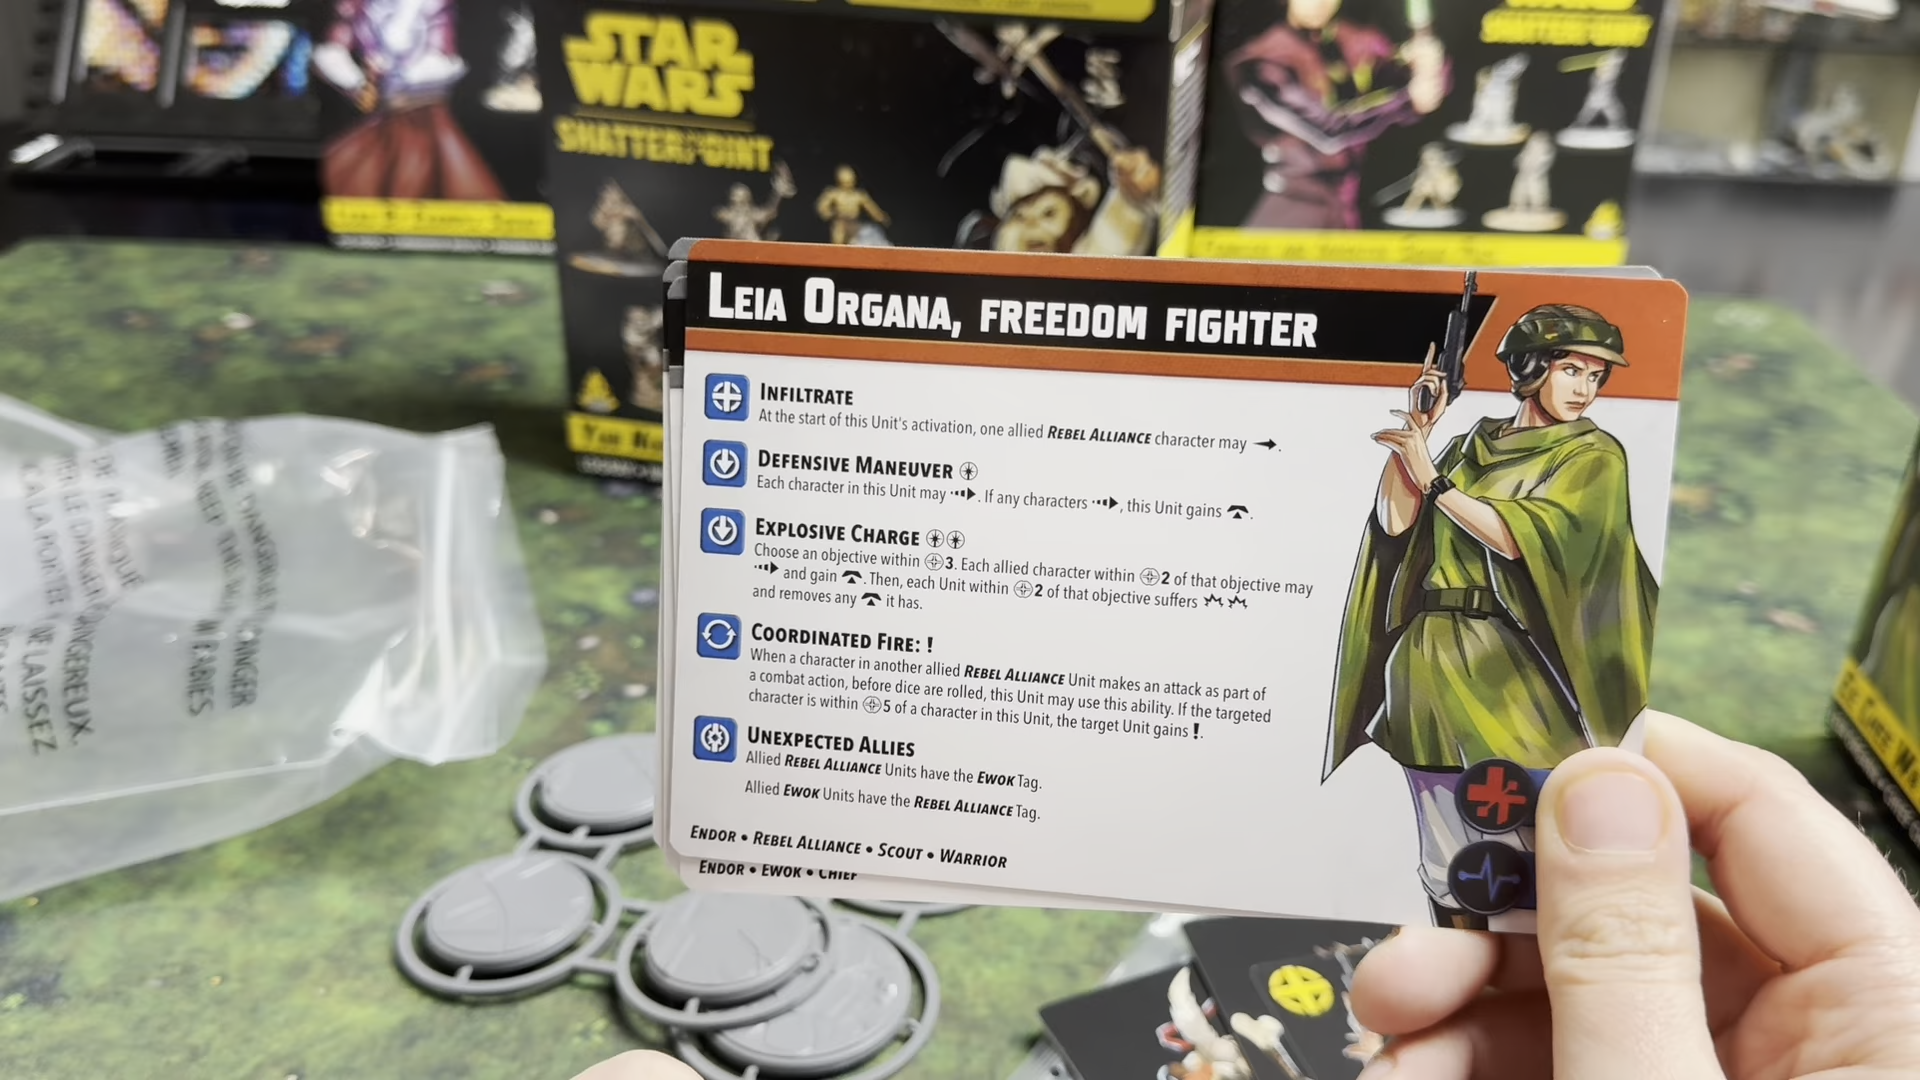 STAR
WARS
SHATTERPOINT
SHATTERPOINT
LEIA ORGANA, FREEDOM FIGHTER
INFILTRATE
At the start of this Unit's activation, one allied REBEL ALLIANCE character may .
DEFENSIVE MANEUVER
Each character in this Unit may . If any characters , this Unit gains .
EXPLOSIVE CHARGE
Choose an objective within 3. Each allied character within 2 of that objective may
and gain . Then, each Unit within 2 of that objective suffers
and removes any it has.
COORDINATED FIRE: !
When a character in another allied REBEL ALLIANCE Unit makes an attack as part of
a combat action, before dice are rolled, this Unit may use this ability. If the targeted
character is within 5 of a character in this Unit, the target Unit gains !.
UNEXPECTED ALLIES
Allied REBEL ALLIANCE Units have the EWOK Tag.
Allied EWOK Units have the REBEL ALLIANCE Tag.
ENDOR • REBEL ALLIANCE • SCOUT • WARRIOR
ENDOR • EWOK • CHIEF